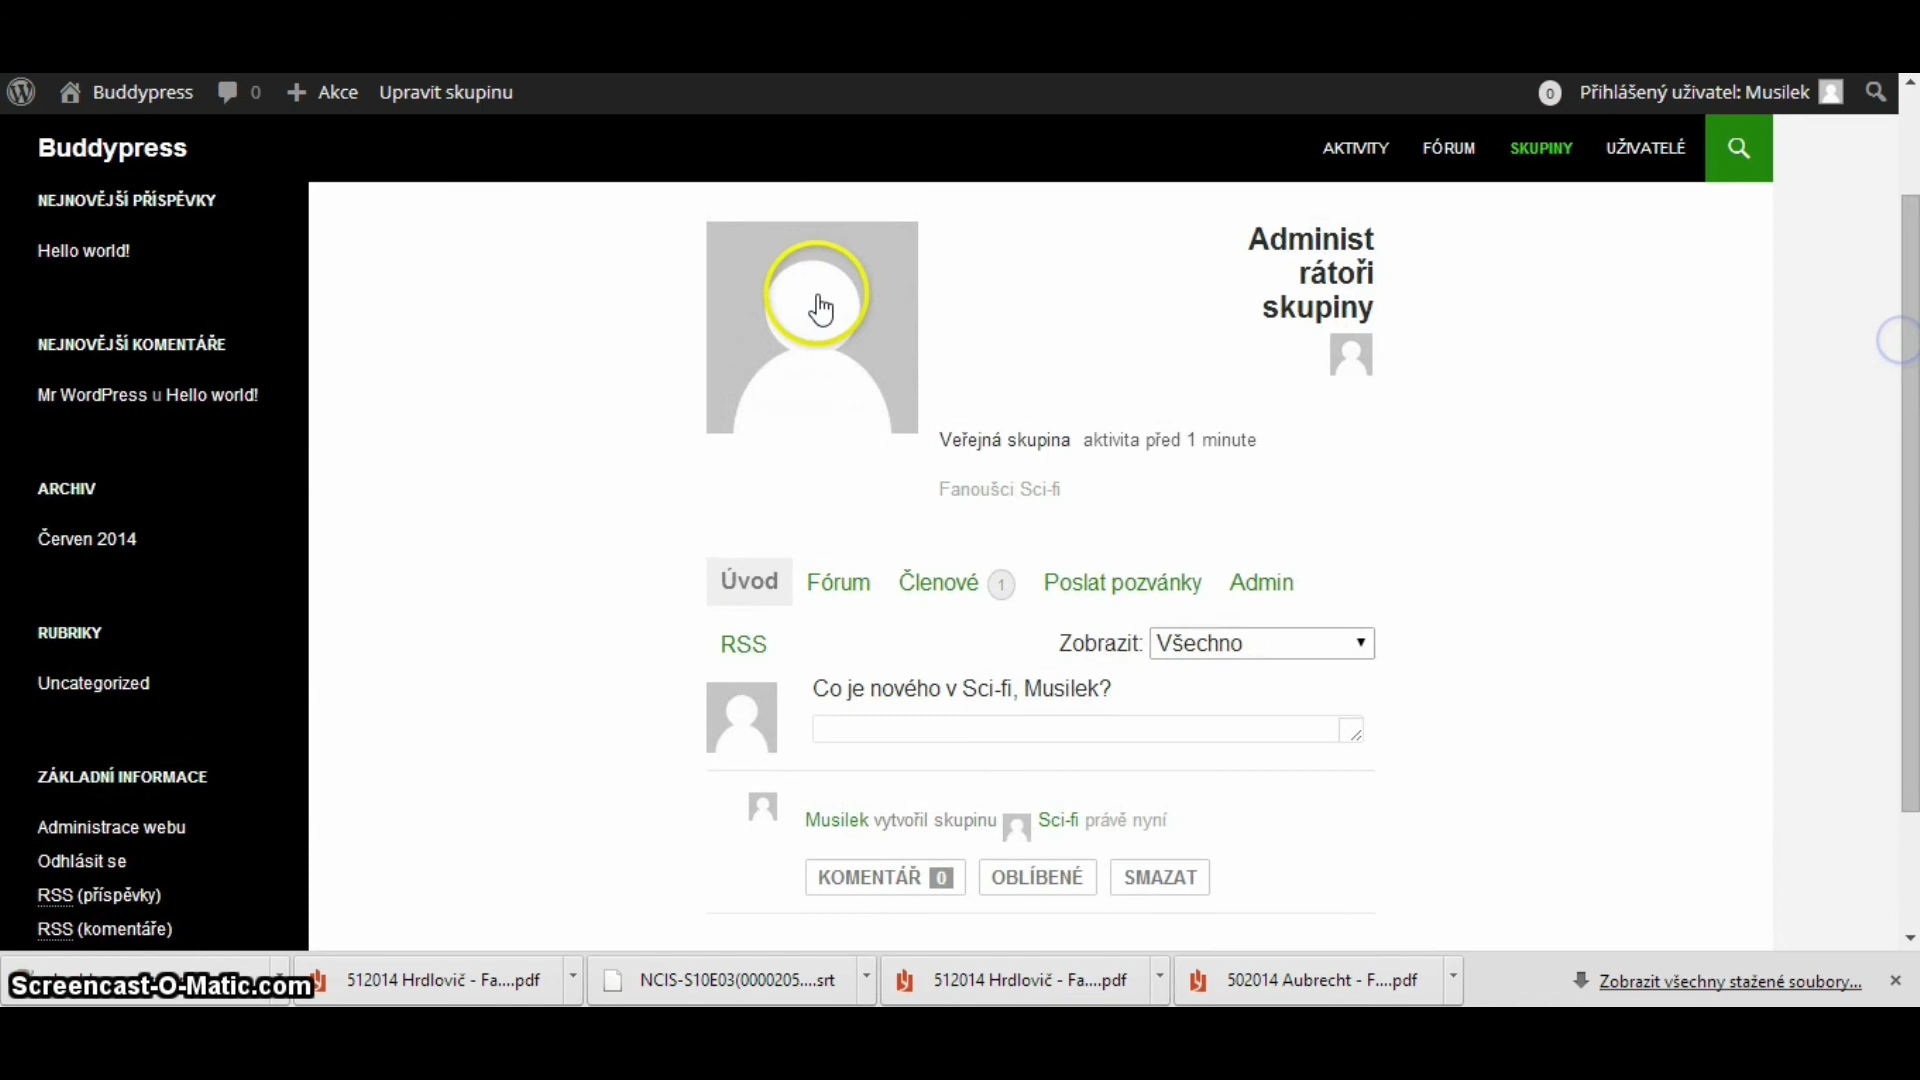 Buddypress 0 Akce Upravit skupinu 0 Přihlášený uživatel: Musilek
Buddypress AKTIVITY FÓRUM SKUPINY UŽIVATELÉ
NEJNOVĚJŠÍ PŘÍSPĚVKY
Hello world!
NEJNOVĚJŠÍ KOMENTÁŘE
Mr WordPress u Hello world!
ARCHIV
Červen 2014
RUBRIKY
Uncategorized
ZÁKLADNÍ INFORMACE
Administrace webu
Odhlásit se
RSS (příspěvky)
RSS (komentáře)
Administ
rátoři
skupiny
Veřejná skupina aktivita před 1 minute
Fanoušci Sci-fi
Úvod Fórum Členové 1 Poslat pozvánky Admin
RSS Zobrazit: Všechno
Co je nového v Sci-fi, Musilek?
Musilek vytvořil skupinu Sci-fi právě nyní
KOMENTÁŘ 0 OBLÍBENÉ SMAZAT
Screencast-O-Matic.com 512014 Hrdlovič - Fa....pdf NCIS-S10E03(0000205....srt 512014 Hrdlovič - Fa....pdf 502014 Aubrecht - F....pdf Zobrazit všechny stažené soubory...